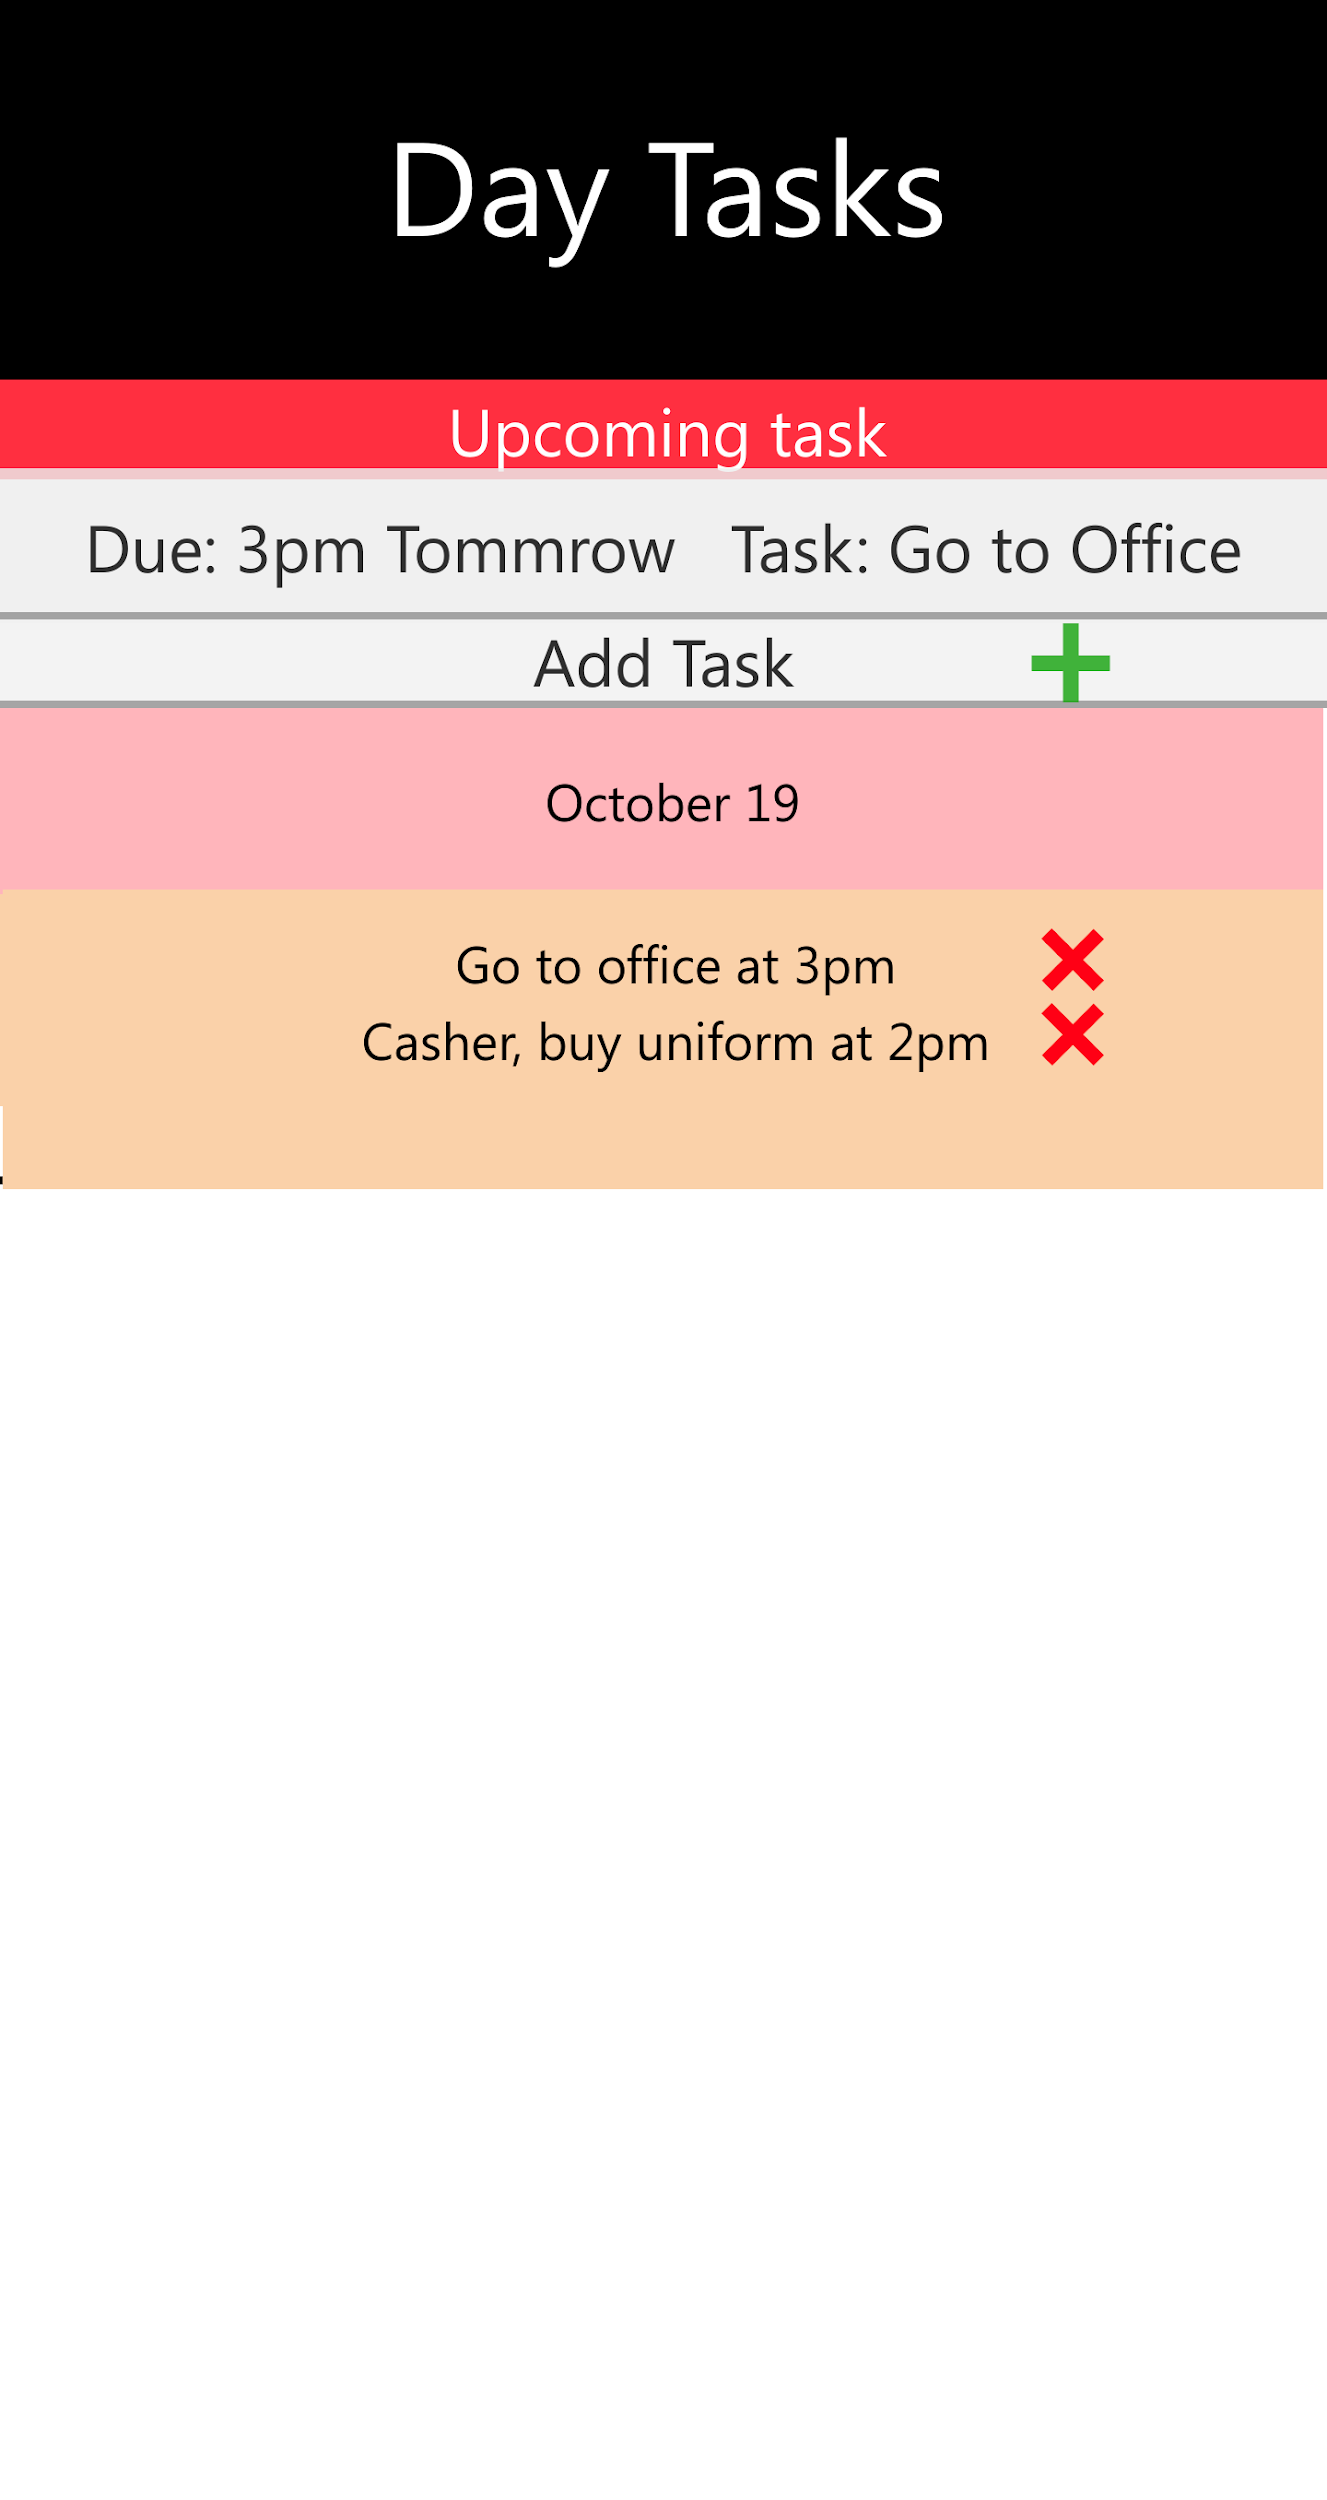 Day Tasks
Upcoming task
Due: 3pm Tommrow Task: Go to Office
Add Task
October 19
Go to office at 3pm
Casher, buy uniform at 2pm